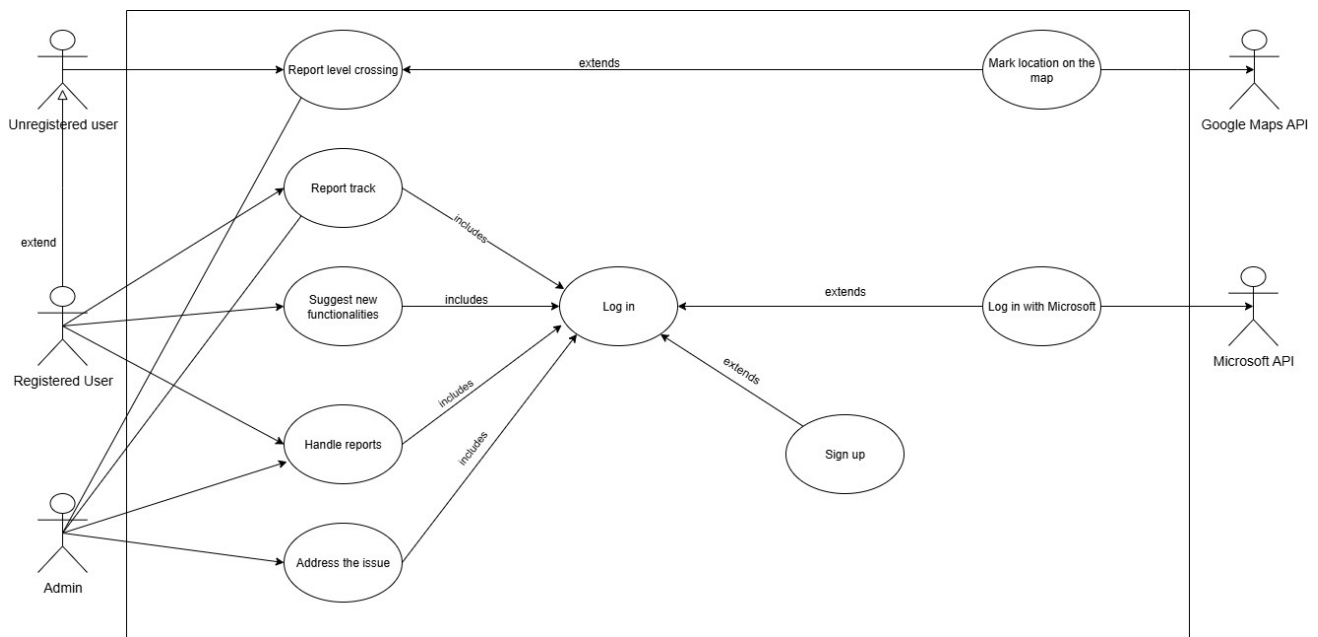 Report level crossing
extends
Mark location on the
map
Unregistered user
Google Maps API
Report track
includes
extend
Suggest new
functionalities
includes
Log in
extends
Log in with Microsoft
Registered User
Microsoft API
extends
includes
Handle reports
includes
Sign up
Address the issue
Admin